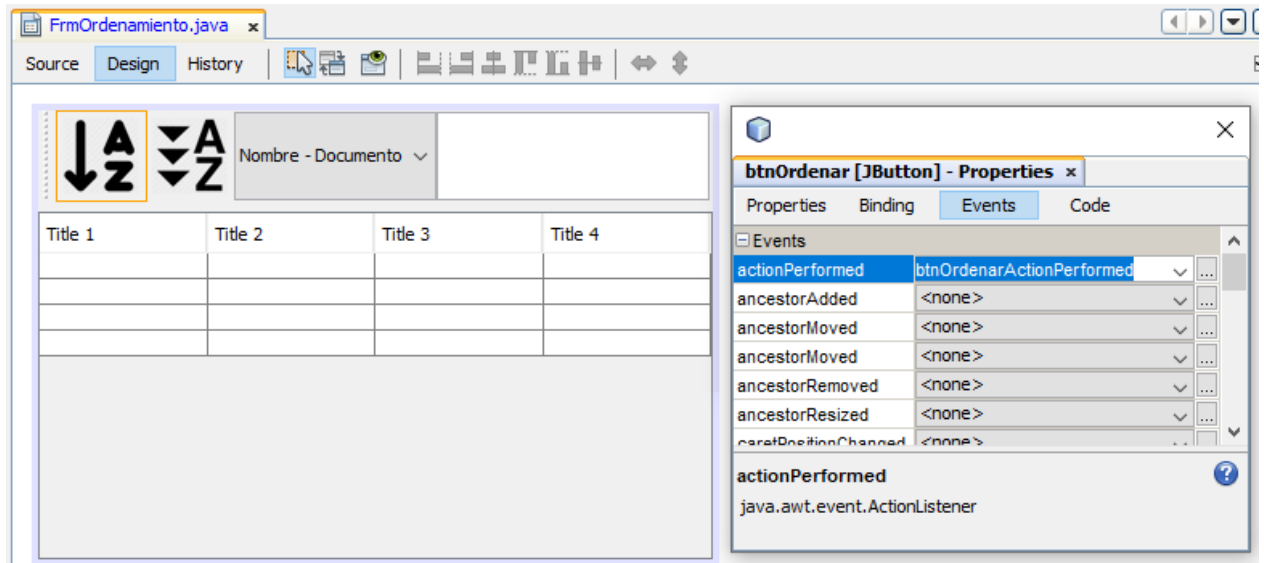 FrmOrdenamiento.java x
Source Design History
A
Z
A
Z
Nombre - Documento
Title 1 Title 2 Title 3 Title 4
btnOrdenar [JButton] - Properties x
Properties Binding Events Code
Events
actionPerformed btnOrdenarActionPerformed ...
ancestorAdded <none> ...
ancestorMoved <none> ...
ancestorMoved <none> ...
ancestorRemoved <none> ...
ancestorResized <none> ...
caretPositionChanged <none> ...
actionPerformed
?
java.awt.event.ActionListener